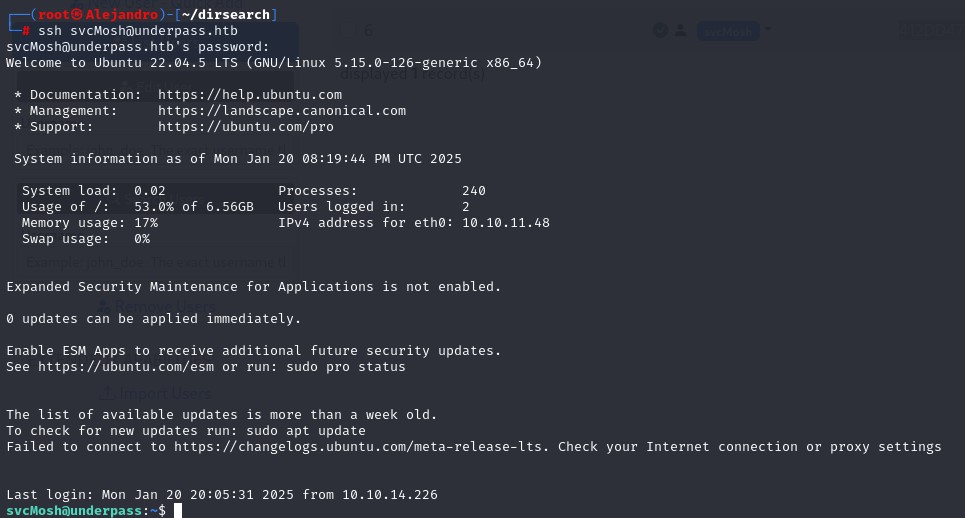 ┌──(root㉿Alejandro)-[~/dirsearch]
└─# ssh svcMosh@underpass.htb
svcMosh@underpass.htb's password:
Welcome to Ubuntu 22.04.5 LTS (GNU/Linux 5.15.0-126-generic x86_64)
 * Documentation:  https://help.ubuntu.com
 * Management:     https://landscape.canonical.com
 * Support:        https://ubuntu.com/pro
 System information as of Mon Jan 20 08:19:44 PM UTC 2025
  System load:  0.02              Processes:             240
  Usage of /:   53.0% of 6.56GB   Users logged in:       2
  Memory usage: 17%               IPv4 address for eth0: 10.10.11.48
  Swap usage:   0%
Expanded Security Maintenance for Applications is not enabled.
0 updates can be applied immediately.
Enable ESM Apps to receive additional future security updates.
See https://ubuntu.com/esm or run: sudo pro status
The list of available updates is more than a week old.
To check for new updates run: sudo apt update
Failed to connect to https://changelogs.ubuntu.com/meta-release-lts. Check your Internet connection or proxy settings
Last login: Mon Jan 20 20:05:31 2025 from 10.10.14.226
svcMosh@underpass:~$
6
svcMosh
displayed 1 record(s)
Remove Users
Import Users